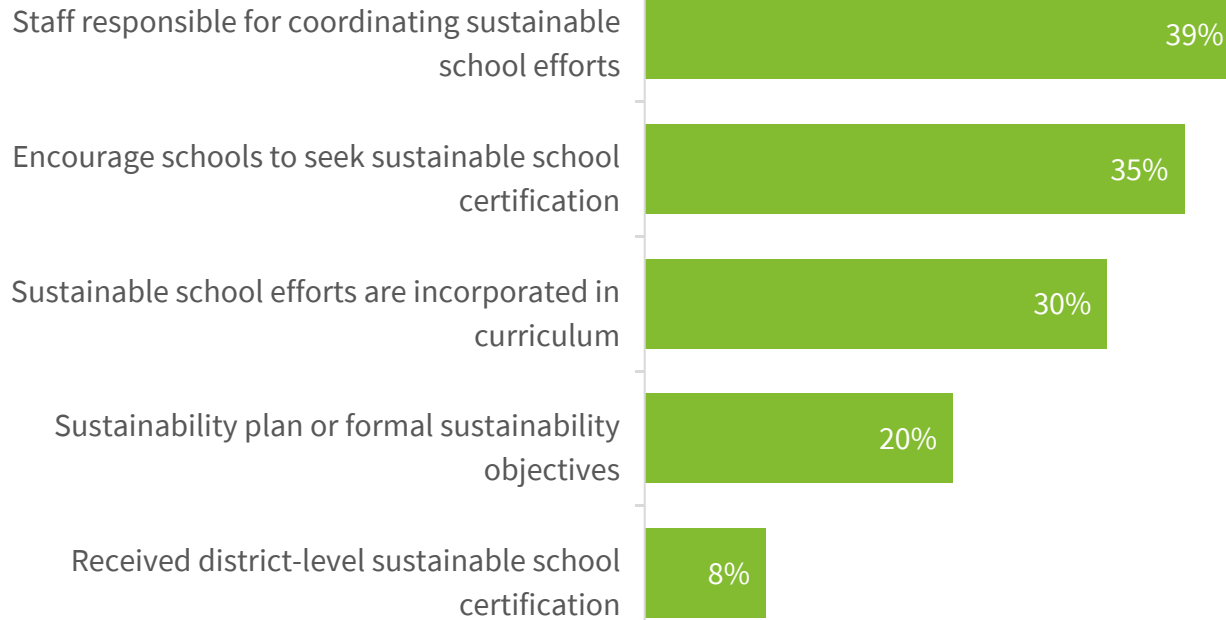 Staff responsible for coordinating sustainable
school efforts
39%
Encourage schools to seek sustainable school
certification
35%
Sustainable school efforts are incorporated in
curriculum
30%
Sustainability plan or formal sustainability
objectives
20%
Received district-level sustainable school
certification
8%